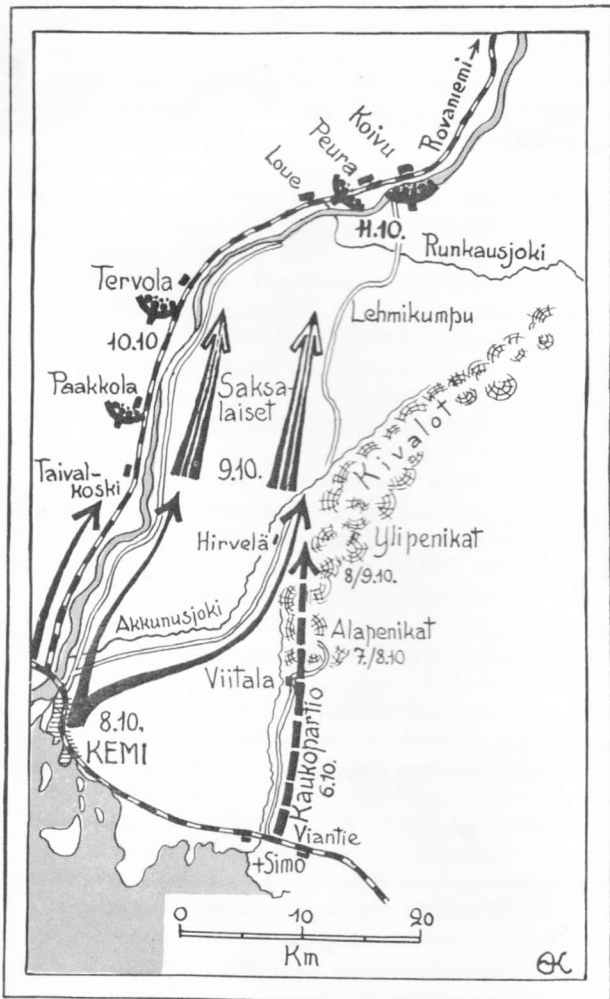 Rovaniemi
Koivu
Peura
Loue
11.10.
Runkausjoki
Tervola
Lehmikumpu
10.10
Paakkola
Saksa-
laiset
Kivalot
Taival-
koski
9.10.
Hirvelä
Ylipenikat
8/9.10.
Akkunusjoki
Alapenikat
7./8.10
Viitala
8.10.
KEMI
Kaukopartio
6.10.
Viantie
+Simo
0 10 20
Km